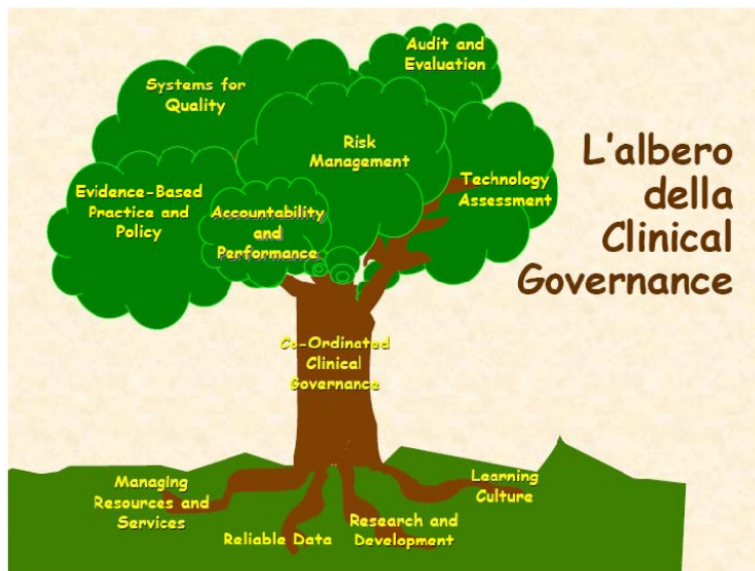 Audit and
Evaluation
Systems for
Quality
Risk
Management
Technology
Assessment
Evidence-Based
Practice and
Policy
Accountability
and
Performance
L'albero
della
Clinical
Governance
Co-Ordinated
Clinical
Governance
Managing
Resources and
Services
Reliable Data
Research and
Development
Learning
Culture